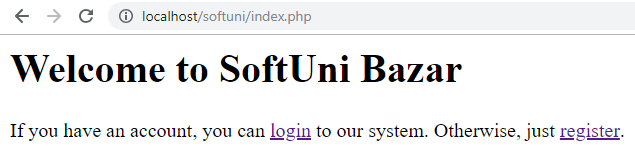 localhost/softuni/index.php
Welcome to SoftUni Bazar
If you have an account, you can login to our system. Otherwise, just register.